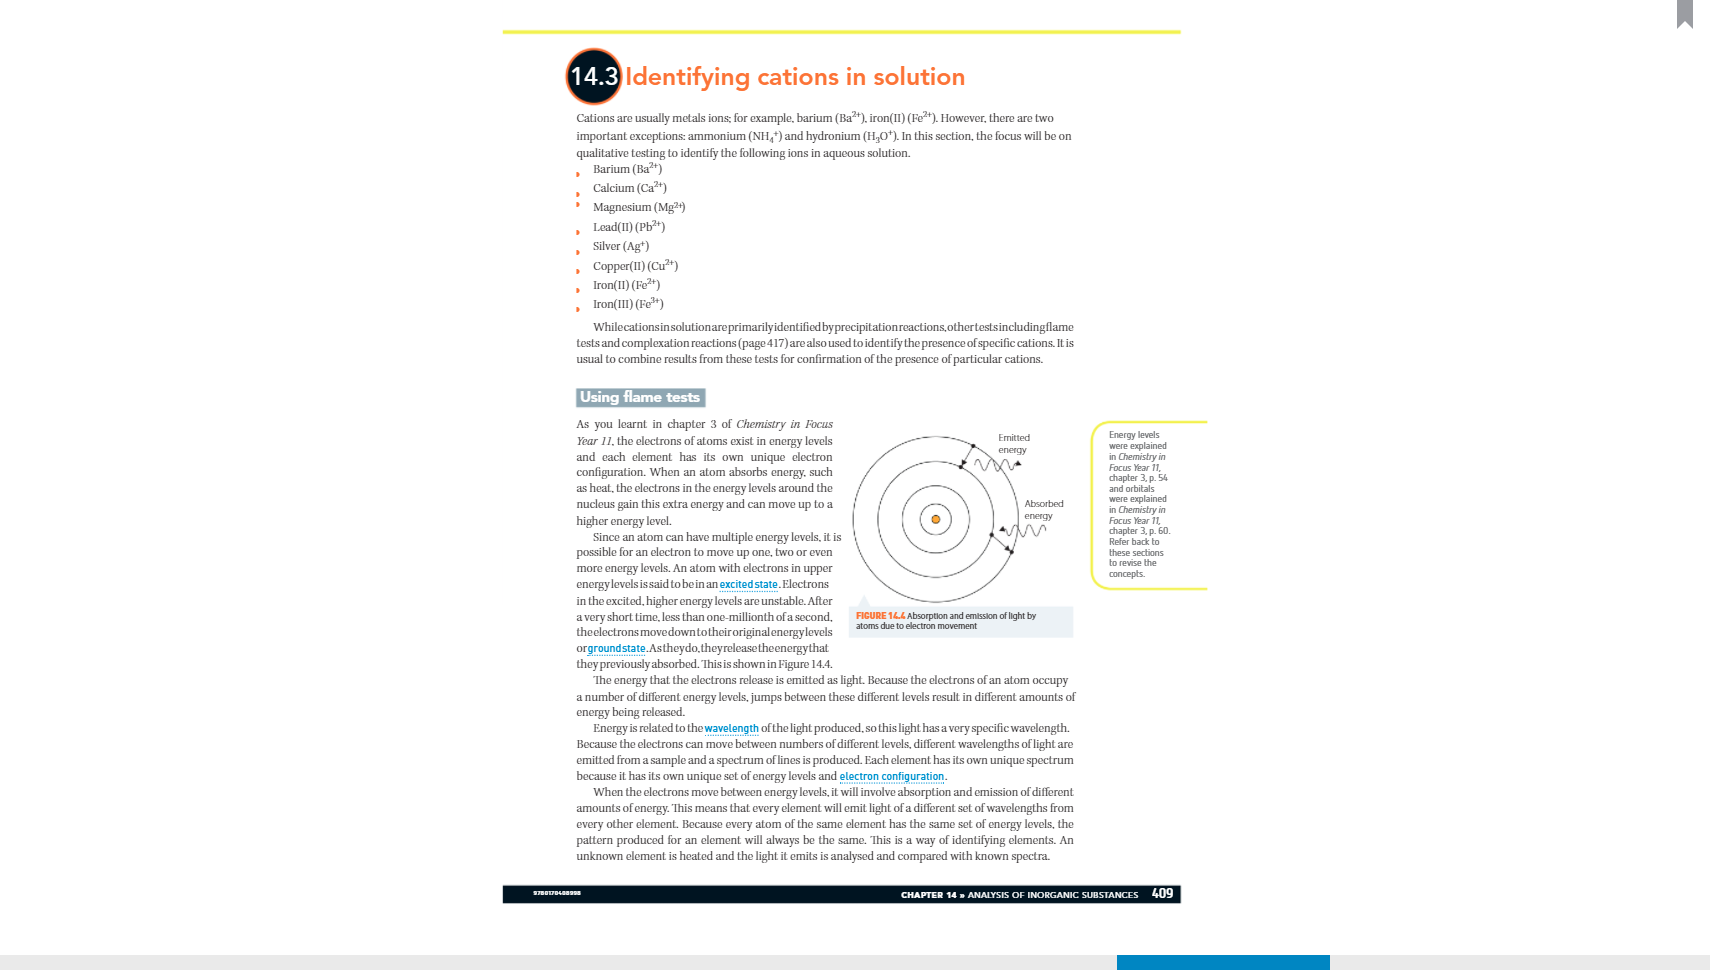 14.3 Identifying cations in solution
Cations are usually metals ions; for example, barium (Ba²⁺), iron(II) (Fe²⁺). However, there are two
important exceptions: ammonium (NH₄⁺) and hydronium (H₃O⁺). In this section, the focus will be on
qualitative testing to identify the following ions in aqueous solution.
Barium (Ba²⁺)
Calcium (Ca²⁺)
Magnesium (Mg²⁺)
Lead(II) (Pb²⁺)
Silver (Ag⁺)
Copper(II) (Cu²⁺)
Iron(II) (Fe²⁺)
Iron(III) (Fe³⁺)
While cations in solution are primarily identified by precipitation reactions, other tests including flame
tests and complexation reactions (page 417) are also used to identify the presence of specific cations. It is
usual to combine results from these tests for confirmation of the presence of particular cations.
Using flame tests
As you learnt in chapter 3 of Chemistry in Focus
Year 11, the electrons of atoms exist in energy levels
and each element has its own unique electron
configuration. When an atom absorbs energy, such
as heat, the electrons in the energy levels around the
nucleus gain this extra energy and can move up to a
higher energy level.
Since an atom can have multiple energy levels, it is
possible for an electron to move up one, two or even
more energy levels. An atom with electrons in upper
energy levels is said to be in an excited state. Electrons
in the excited, higher energy levels are unstable. After
a very short time, less than one-millionth of a second,
the electrons move down to their original energy levels
or ground state. As they do, they release the energy that
they previously absorbed. This is shown in Figure 14.4.
Emitted
energy
Absorbed
energy
FIGURE 14.4 Absorption and emission of light by
atoms due to electron movement
Energy levels
were explained
in Chemistry in
Focus Year 11,
chapter 3, p. 54
and orbitals
were explained
in Chemistry in
Focus Year 11,
chapter 3, p. 60.
Refer back to
these sections
to revise the
concepts.
The energy that the electrons release is emitted as light. Because the electrons of an atom occupy
a number of different energy levels, jumps between these different levels result in different amounts of
energy being released.
Energy is related to the wavelength of the light produced, so this light has a very specific wavelength.
Because the electrons can move between numbers of different levels, different wavelengths of light are
emitted from a sample and a spectrum of lines is produced. Each element has its own unique spectrum
because it has its own unique set of energy levels and electron configuration.
When the electrons move between energy levels, it will involve absorption and emission of different
amounts of energy. This means that every element will emit light of a different set of wavelengths from
every other element. Because every atom of the same element has the same set of energy levels, the
pattern produced for an element will always be the same. This is a way of identifying elements. An
unknown element is heated and the light it emits is analysed and compared with known spectra.
9780170408998
CHAPTER 14 » ANALYSIS OF INORGANIC SUBSTANCES 409